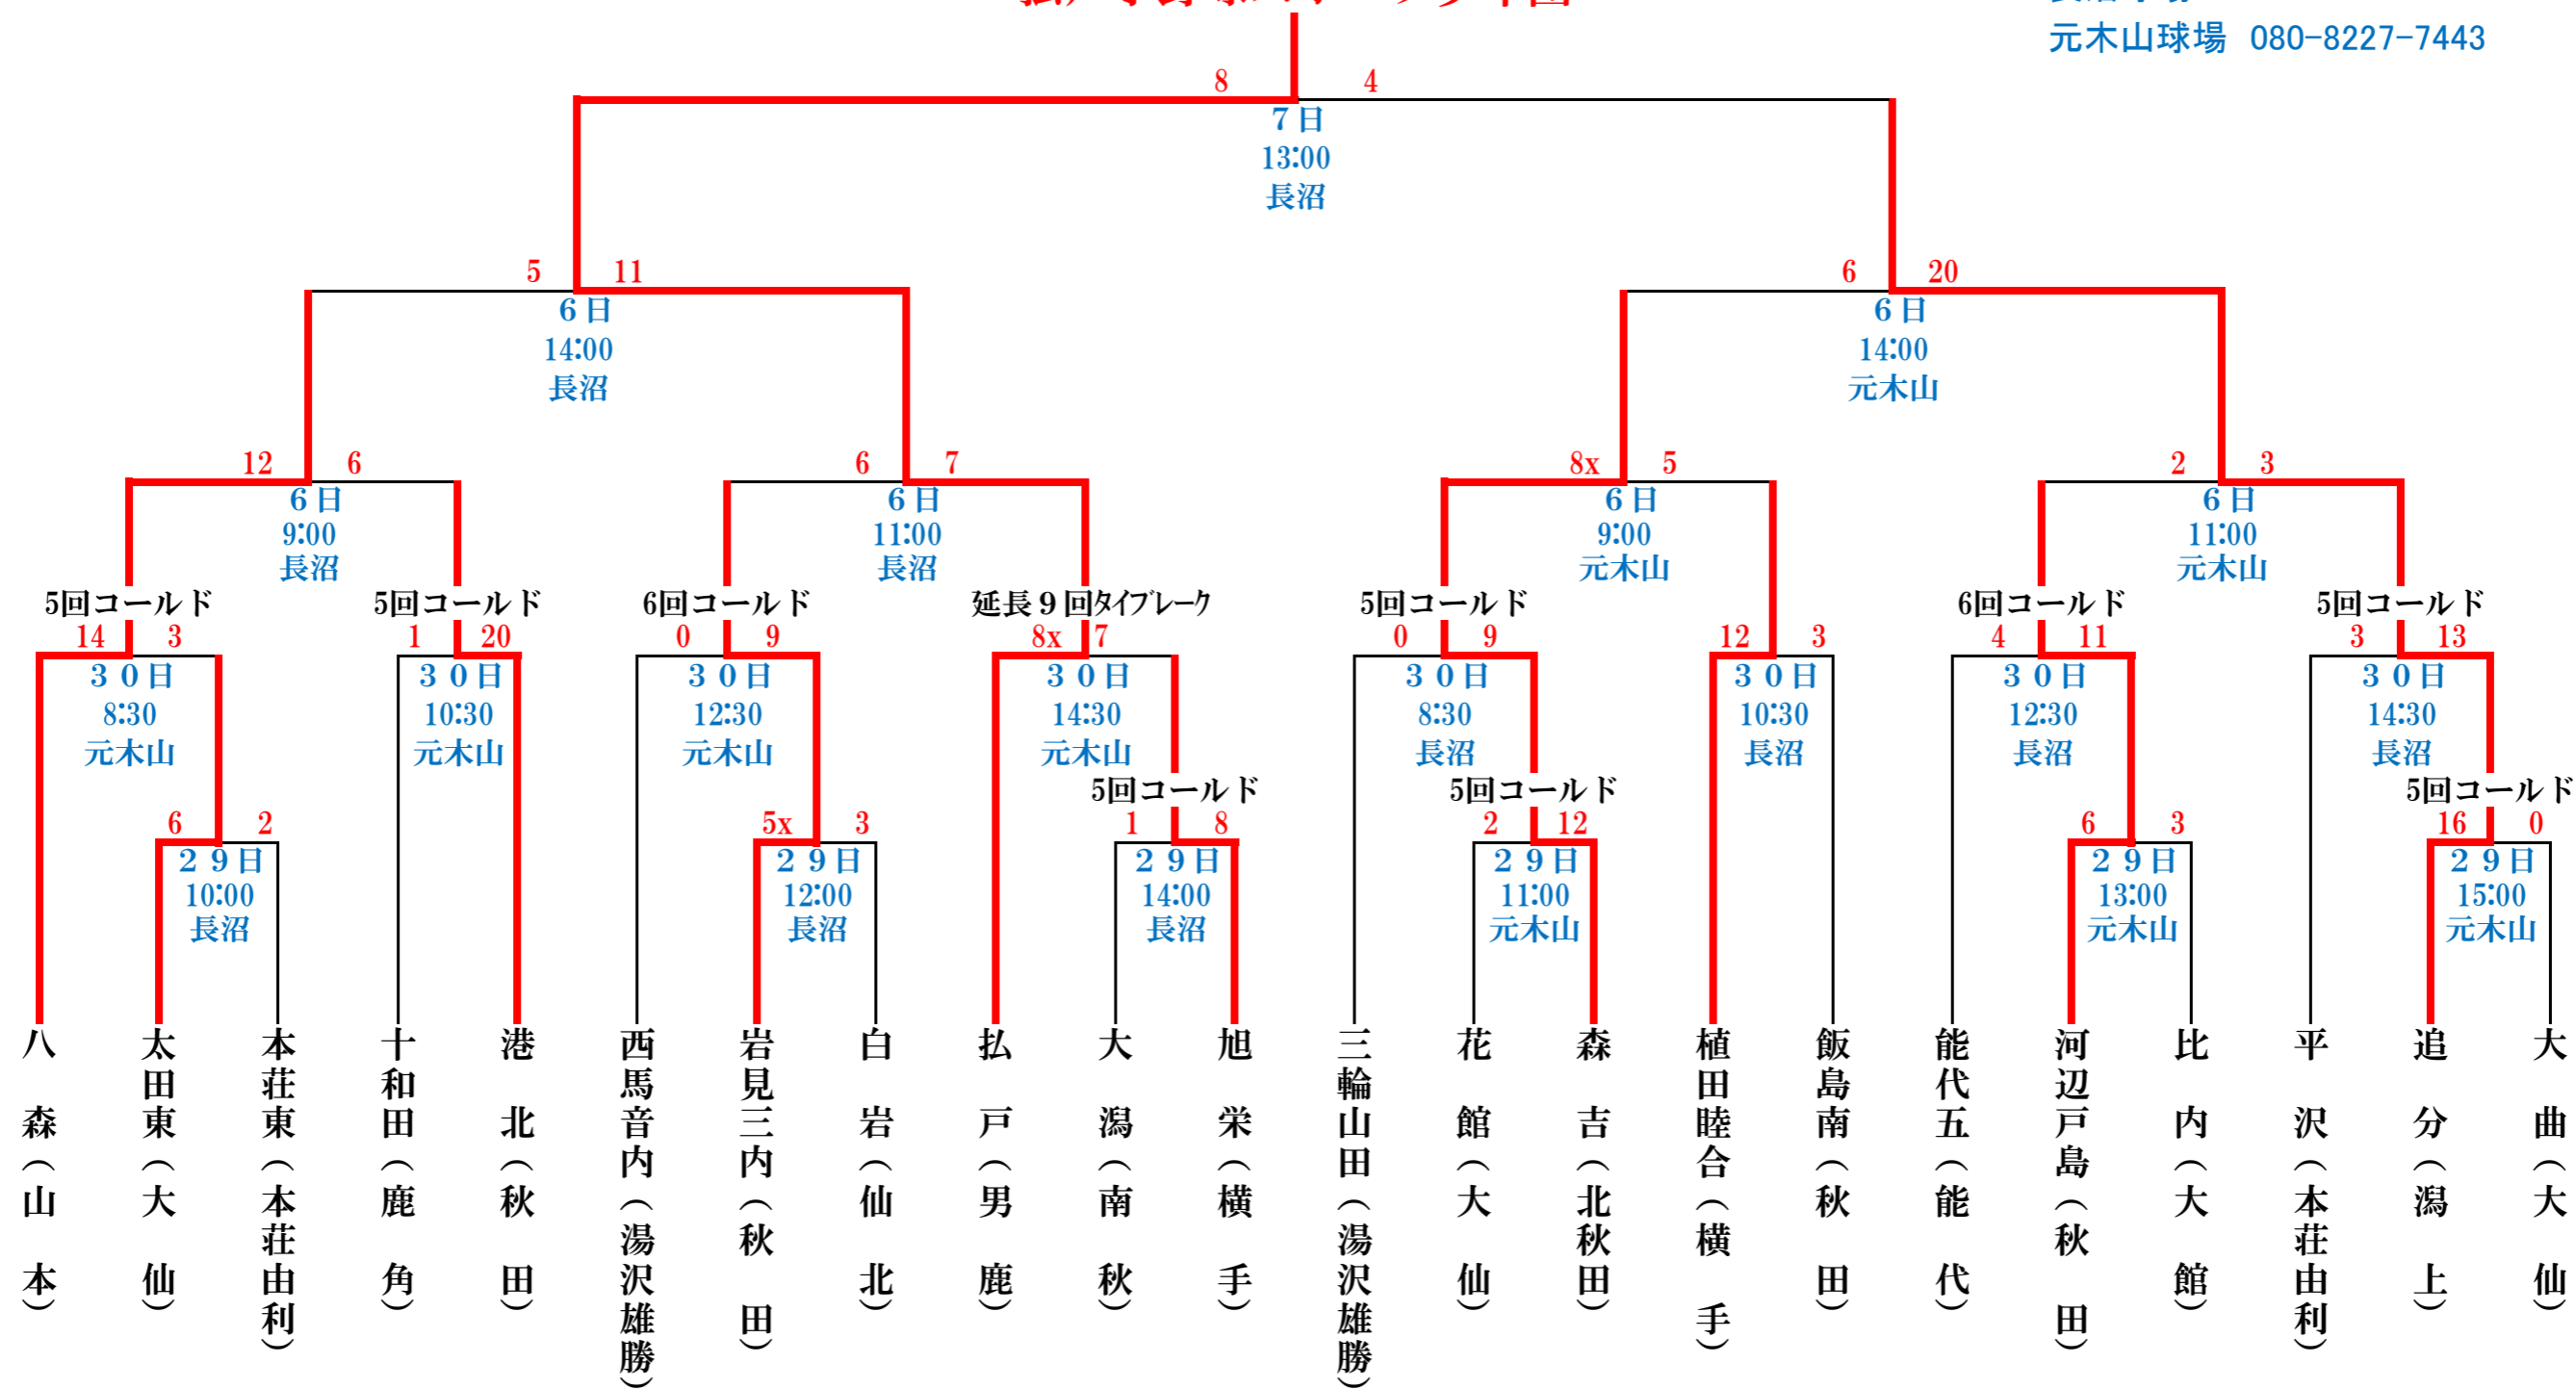 元木山球場 080-8227-7443
8 4
7日
13:00
長沼
5 11
6日
14:00
長沼
6 20
6日
14:00
元木山
12 6
6日
9:00
長沼
6 7
6日
11:00
長沼
8x 5
6日
9:00
元木山
2 3
6日
11:00
元木山
5回コールド
14 3
30日
8:30
元木山
5回コールド
1 20
30日
10:30
元木山
6回コールド
0 9
30日
12:30
元木山
延長9回タイブレーク
8x 7
30日
14:30
元木山
5回コールド
0 9
30日
8:30
長沼
12 3
30日
10:30
長沼
6回コールド
4 11
30日
12:30
長沼
5回コールド
3 13
30日
14:30
長沼
6 2
29日
10:00
長沼
5x 3
29日
12:00
長沼
5回コールド
1 8
29日
14:00
長沼
5回コールド
2 12
29日
11:00
元木山
6 3
29日
13:00
元木山
5回コールド
16 0
29日
15:00
元木山
八森(山本)
太田東(大仙)
本荘東(本荘由利)
十和田(鹿角)
港北(秋田)
西馬音内(湯沢雄勝)
岩見三内(秋田)
白岩(仙北)
払戸(男鹿)
大潟(南秋)
旭栄(横手)
三輪山田(湯沢雄勝)
花館(大仙)
森吉(北秋田)
植田睦合(横手)
飯島南(秋田)
能代五(能代)
河辺戸島(秋田)
比内(大館)
平沢(本荘由利)
追分(潟上)
大曲(大仙)